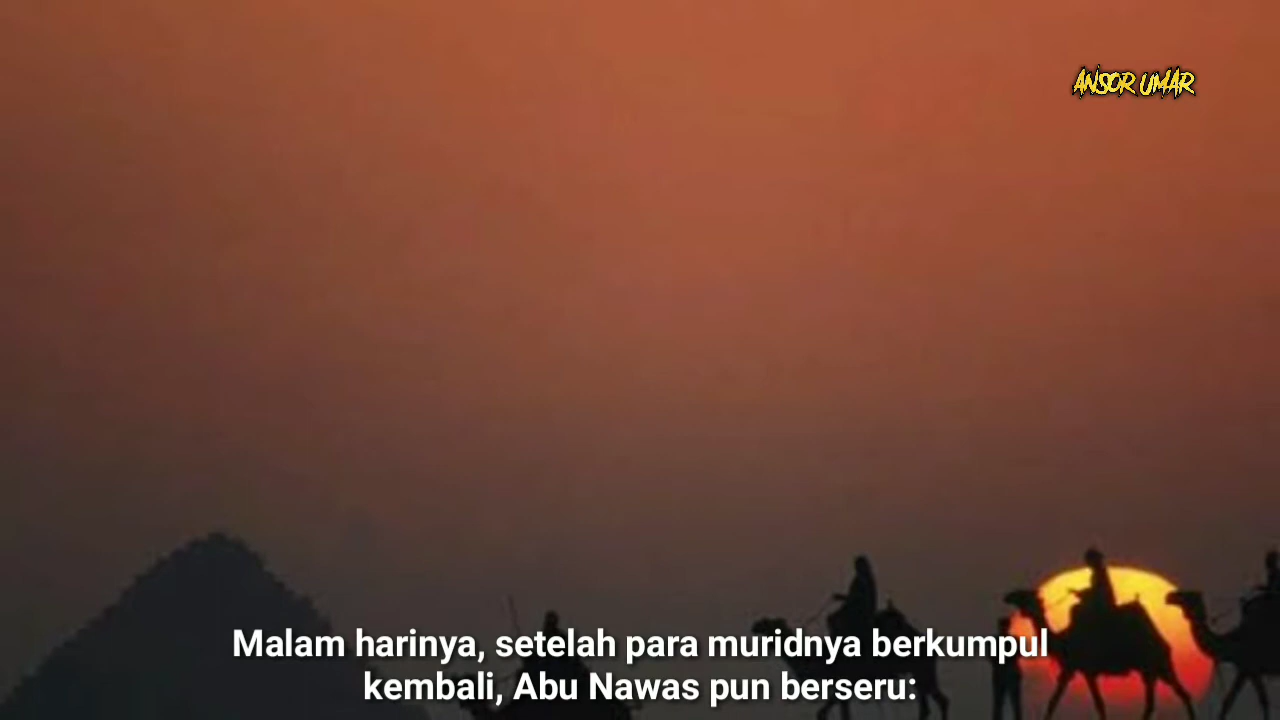 ANSOR UMAR
Malam harinya, setelah para muridnya berkumpul
kembali, Abu Nawas pun berseru: